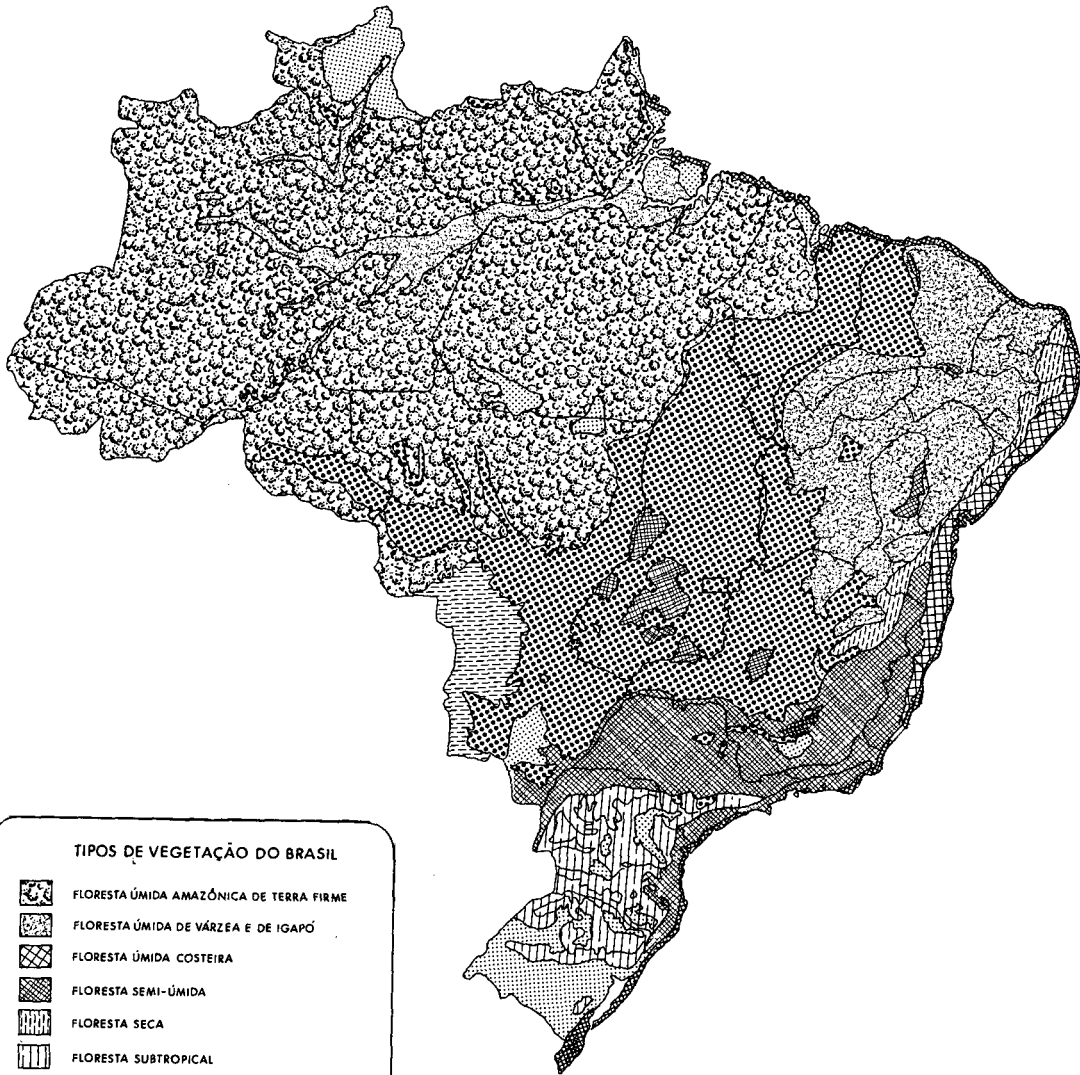 TIPOS DE VEGETAÇÃO DO BRASIL
FLORESTA ÚMIDA AMAZÔNICA DE TERRA FIRME
FLORESTA ÚMIDA DE VÁRZEA E DE IGAPÓ
FLORESTA ÚMIDA COSTEIRA
FLORESTA SEMI-ÚMIDA
FLORESTA SECA
FLORESTA SUBTROPICAL